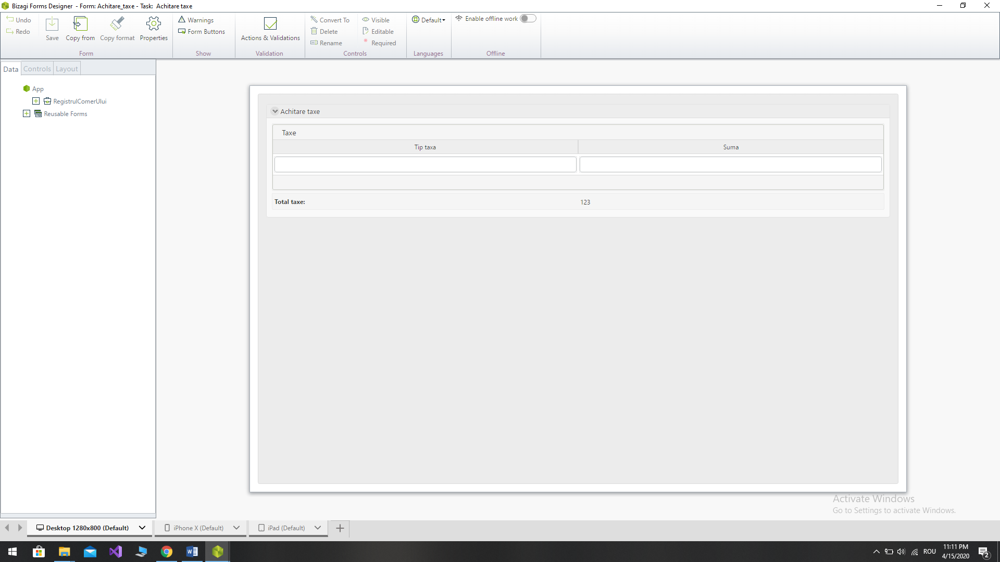 Bizagi Forms Designer - Form: Achitare_taxe - Task: Achitare taxe
Undo
Redo
Save
Copy from
Copy format
Properties
Form
Warnings
Form Buttons
Show
Actions & Validations
Validation
Convert To
Delete
Rename
Visible
Editable
Required
Controls
Default
Languages
Enable offline work
Offline
Data
Controls
Layout
App
RegistrulComerUlui
Reusable Forms
Achitare taxe
Taxe
Tip taxa
Suma
Total taxe:
123
Activate Windows
Go to Settings to activate Windows.
Desktop 1280x800 (Default)
iPhone X (Default)
iPad (Default)
ROU
11:11 PM
4/15/2020
2